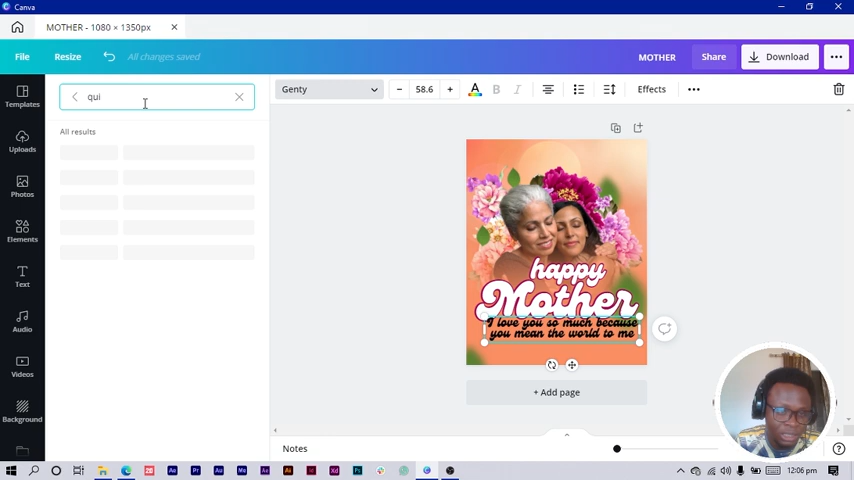 Canva
MOTHER - 1080 × 1350px
File
Resize
All changes saved
MOTHER
Share
Download
Templates
Uploads
Photos
Elements
Text
Audio
Videos
Background
qui
All results
Genty
58.6
A
B
I
Effects
happy
Mother
I love you so much because
you mean the world to me
+ Add page
Notes
12:06 pm